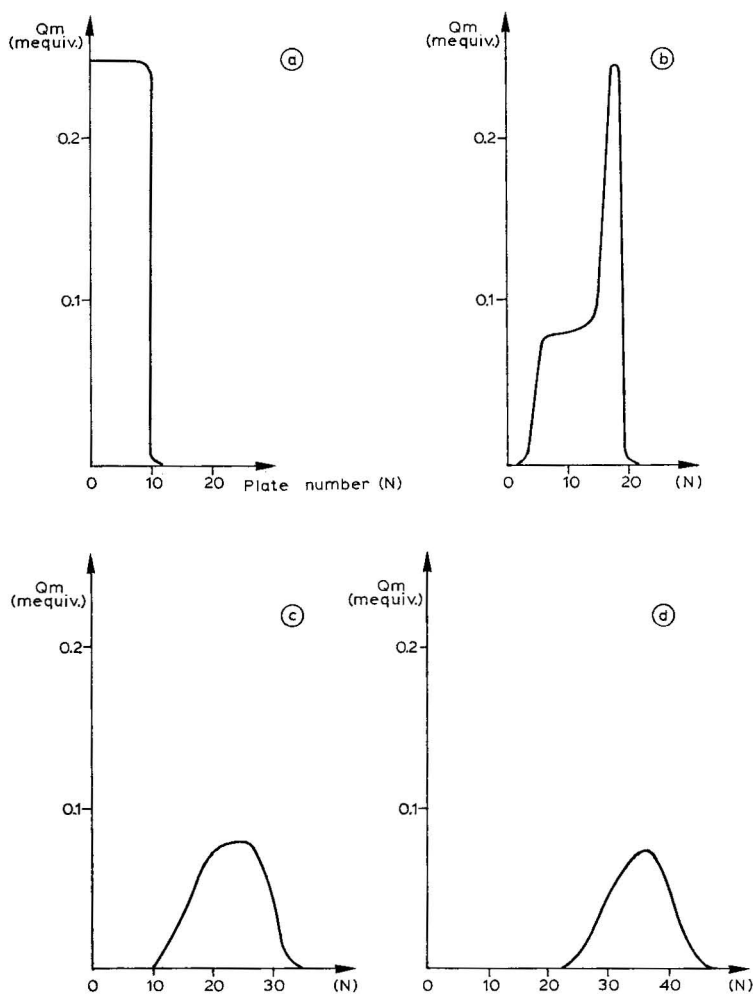 Qm
(mequiv.)
a
0.2
0.1
0 10 20
Plate number (N)
Qm
(mequiv.)
b
0.2
0.1
0 10 20 (N)
Qm
(mequiv.)
c
0.2
0.1
0 10 20 30 (N)
Qm
(mequiv.)
d
0.2
0.1
0 10 20 30 40 (N)